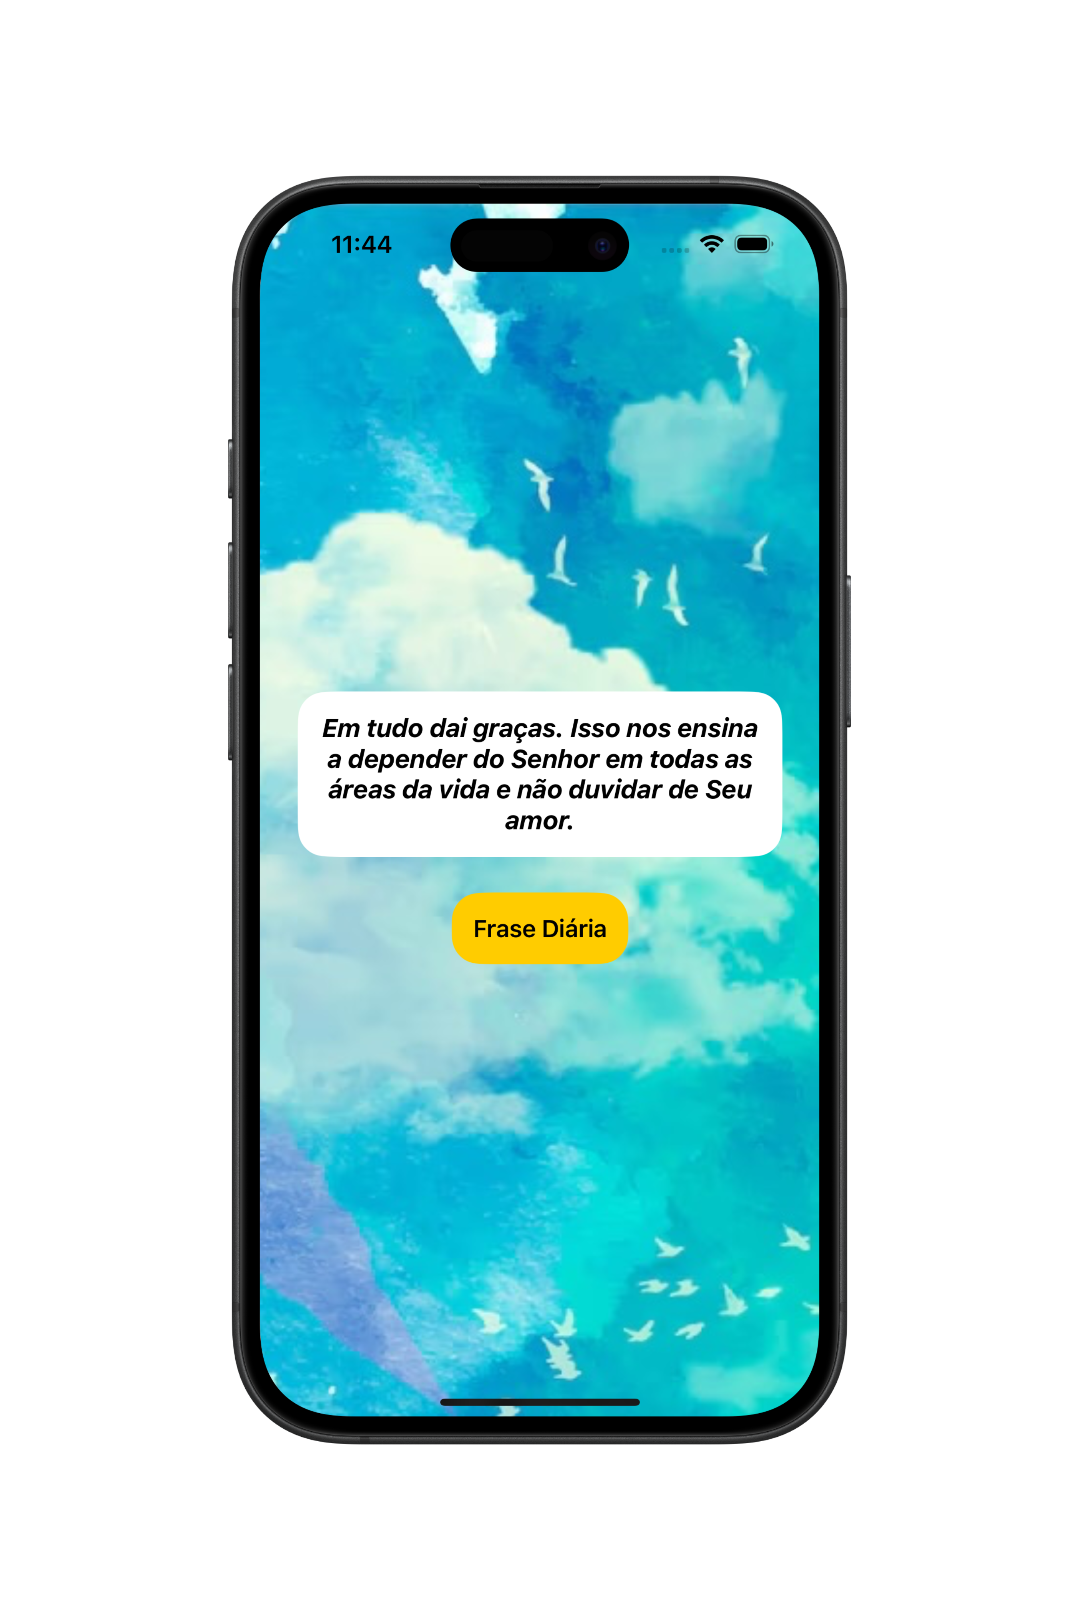 11:44
Em tudo dai graças. Isso nos ensina
a depender do Senhor em todas as
áreas da vida e não duvidar de Seu
amor.
Frase Diária